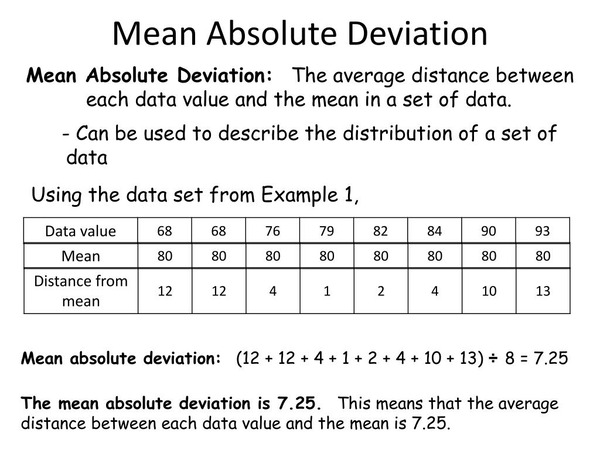 Mean Absolute Deviation
Mean Absolute Deviation: The average distance between
each data value and the mean in a set of data.
- Can be used to describe the distribution of a set of
data
Using the data set from Example 1,
Data value 68 68 76 79 82 84 90 93
Mean 80 80 80 80 80 80 80 80
Distance from
mean 12 12 4 1 2 4 10 13
Mean absolute deviation: (12 + 12 + 4 + 1 + 2 + 4 + 10 + 13) ÷ 8 = 7.25
The mean absolute deviation is 7.25. This means that the average
distance between each data value and the mean is 7.25.